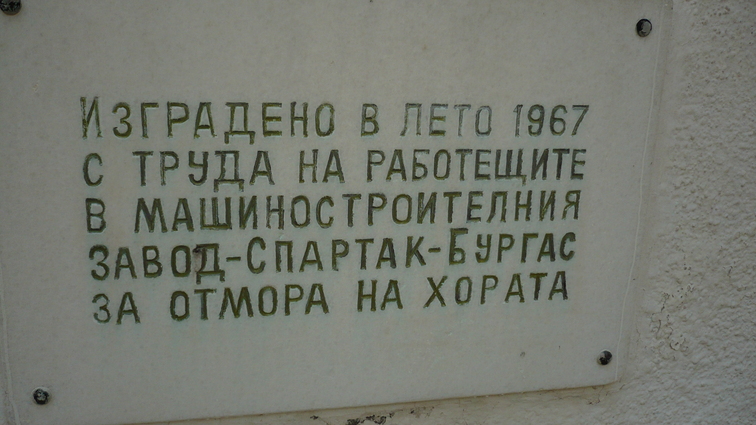 ИЗГРАДЕНО В ЛЕТО 1967
С ТРУДА НА РАБОТЕЩИТЕ
В МАШИНОСТРОИТЕЛНИЯ
ЗАВОД-СПАРТАК-БУРГАС
ЗА ОТМОРА НА ХОРАТА